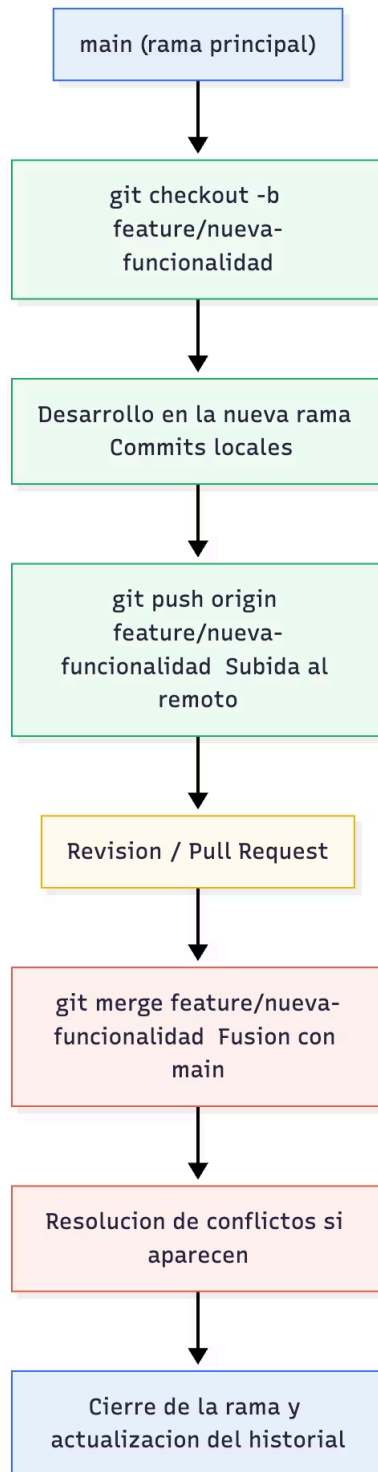 main (rama principal)
git checkout -b
feature/nueva-
funcionalidad
Desarrollo en la nueva rama
Commits locales
git push origin
feature/nueva-
funcionalidad Subida al
remoto
Revision / Pull Request
git merge feature/nueva-
funcionalidad Fusion con
main
Resolucion de conflictos si
aparecen
Cierre de la rama y
actualizacion del historial